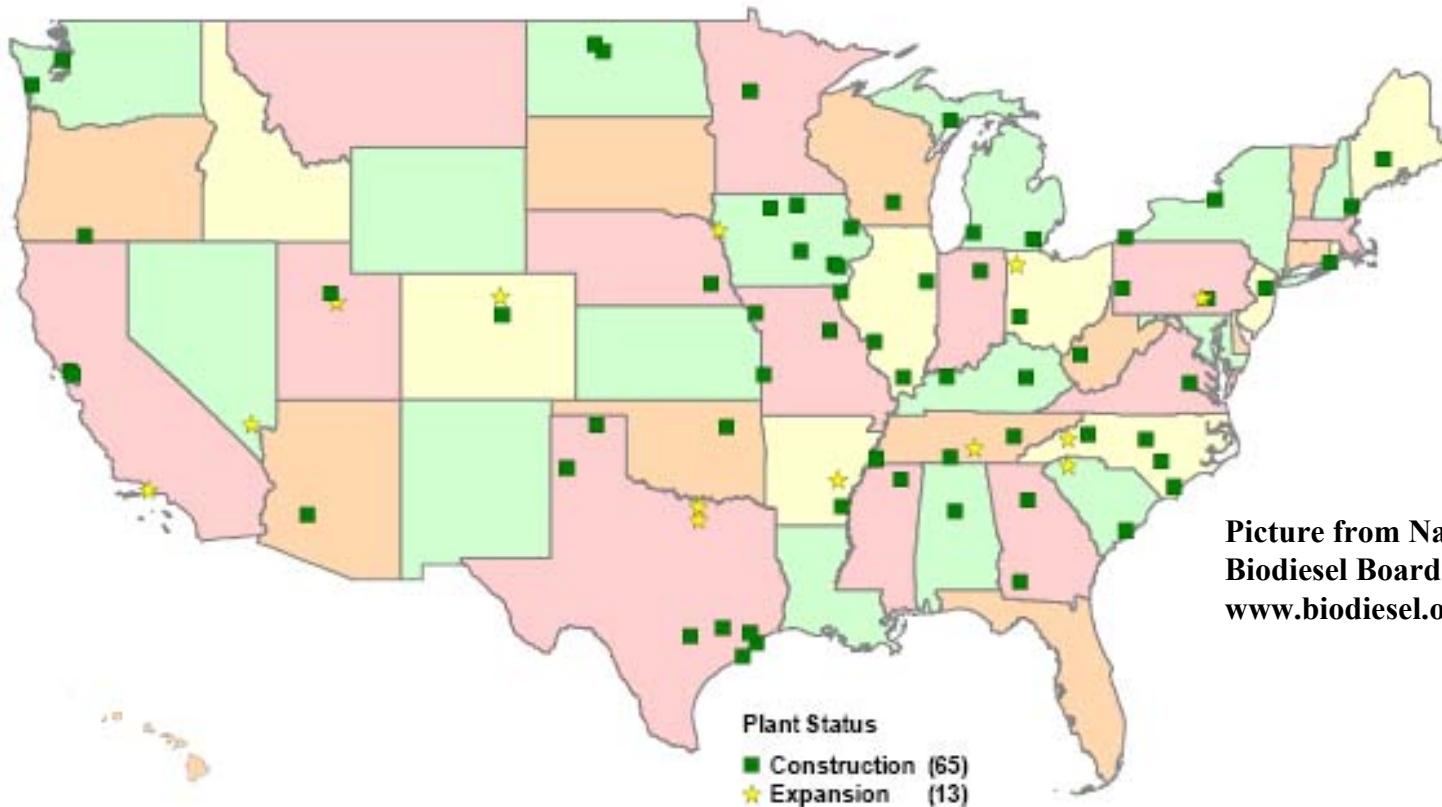 Picture from Na
Biodiesel Board
www.biodiesel.o
Plant Status
Construction (65)
Expansion (13)